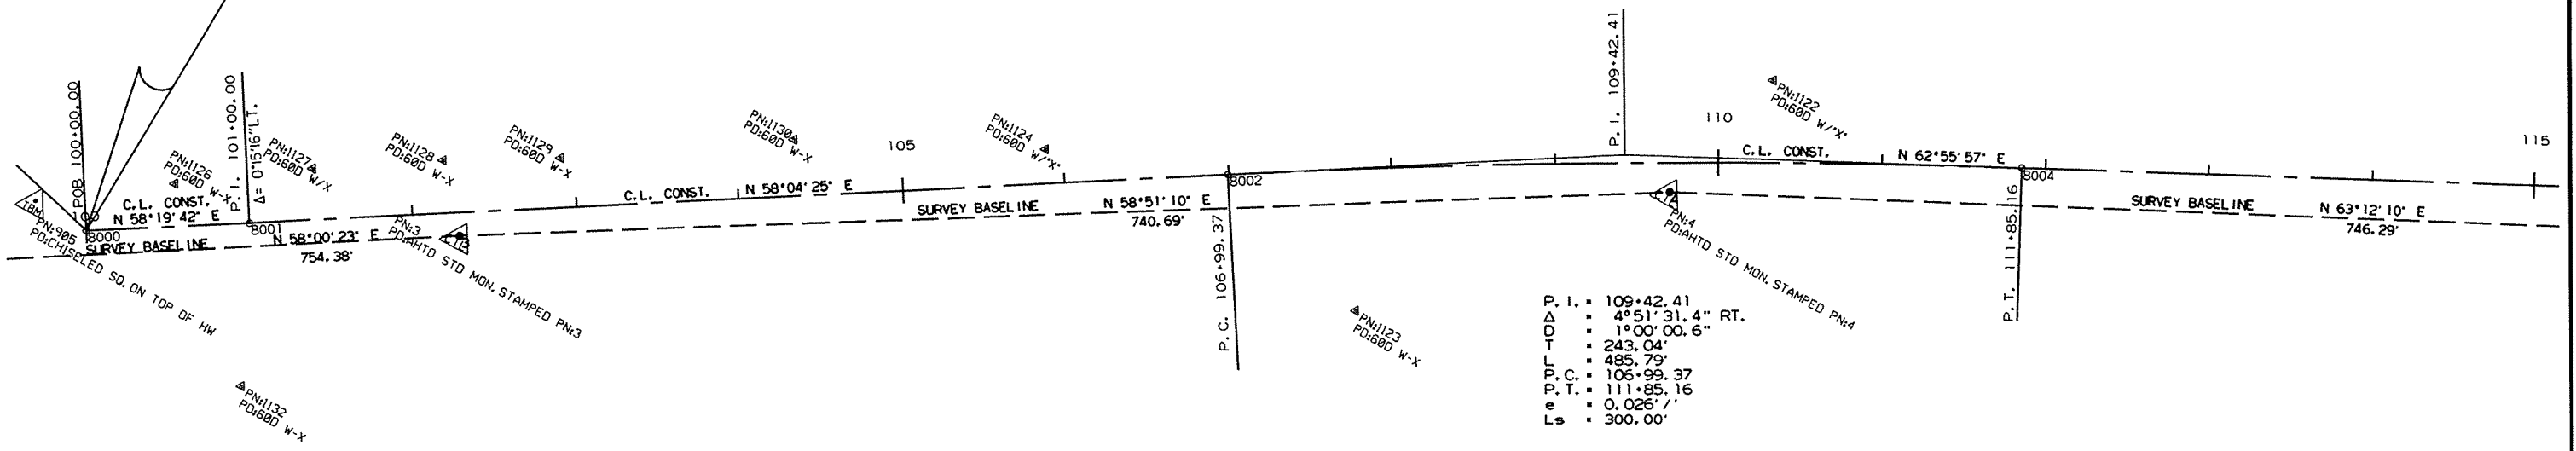 POB 100+00.00
100
8000
TBM
PN:905
PD:CHISELED SQ. ON TOP OF HW
PN:1126
PD:60D W-X
C.L. CONST.
N 58°19'42" E
P.I. 101+00.00
Δ= 0°15'16"LT.
8001
PN:1127
PD:60D W/X
SURVEY BASELINE
N 58°00'23" E
754.38'
PN:1128
PD:60D W-X
PN:3
PD:AHTD STD MON. STAMPED PN:3
PN:1129
PD:60D W-X
PN:1132
PD:60D W-X
C.L. CONST.
N 58°04'25" E
PN:1130
PD:60D W-X
105
PN:1124
PD:60D W/"X"
SURVEY BASELINE
N 58°51'10" E
740.69'
8002
P.C. 106+99.37
PN:1123
PD:60D W-X
P.I. 109+42.41
PN:4
PD:AHTD STD MON. STAMPED PN:4
110
PN:1122
PD:60D W/"X"
C.L. CONST.
N 62°55'57" E
8004
P.T. 111+85.16
SURVEY BASELINE
N 63°12'10" E
746.29'
115
P.I. = 109+42.41
Δ = 4°51'31.4" RT.
D = 1°00'00.6"
T = 243.04'
L = 485.79'
P.C. = 106+99.37
P.T. = 111+85.16
e = 0.026'/'
Ls = 300.00'